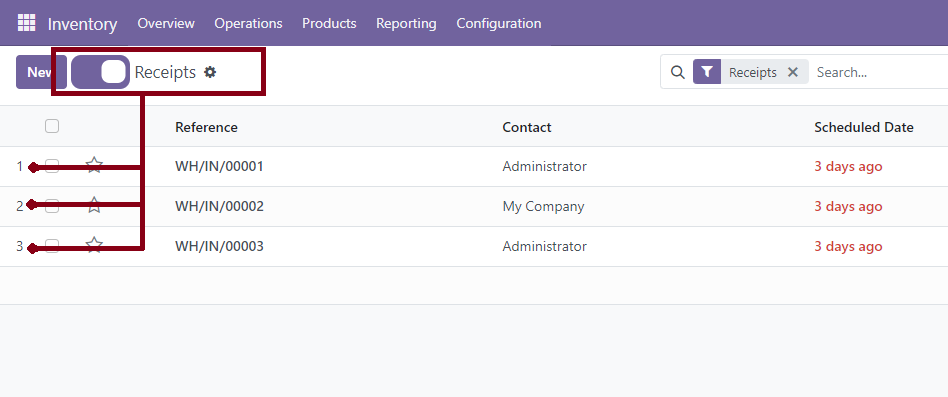 Inventory Overview Operations Products Reporting Configuration
New Receipts Receipts Search...
Reference Contact Scheduled Date
1 WH/IN/00001 Administrator 3 days ago
2 WH/IN/00002 My Company 3 days ago
3 WH/IN/00003 Administrator 3 days ago